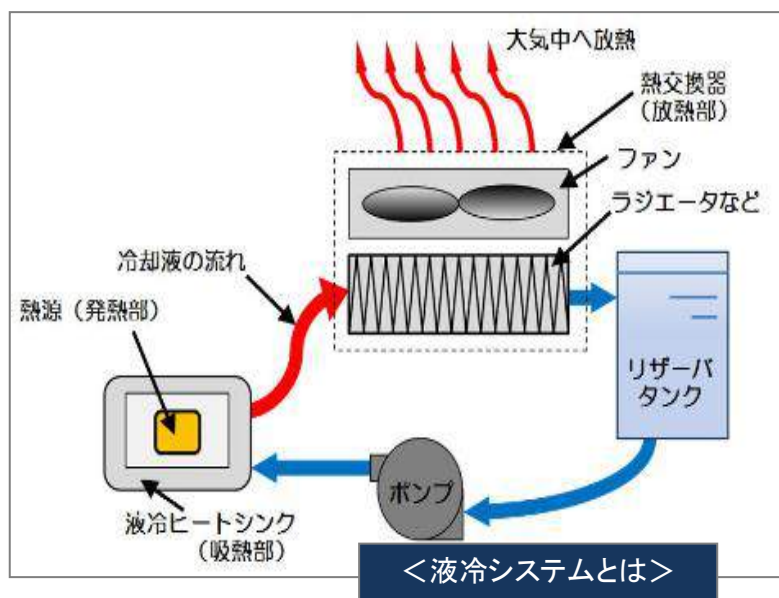 大気中へ放熱
熱交換器
(放熱部)
ファン
ラジエータなど
冷却液の流れ
熱源(発熱部)
リザーバ
タンク
ポンプ
液冷ヒートシンク
(吸熱部)
＜液冷システムとは＞